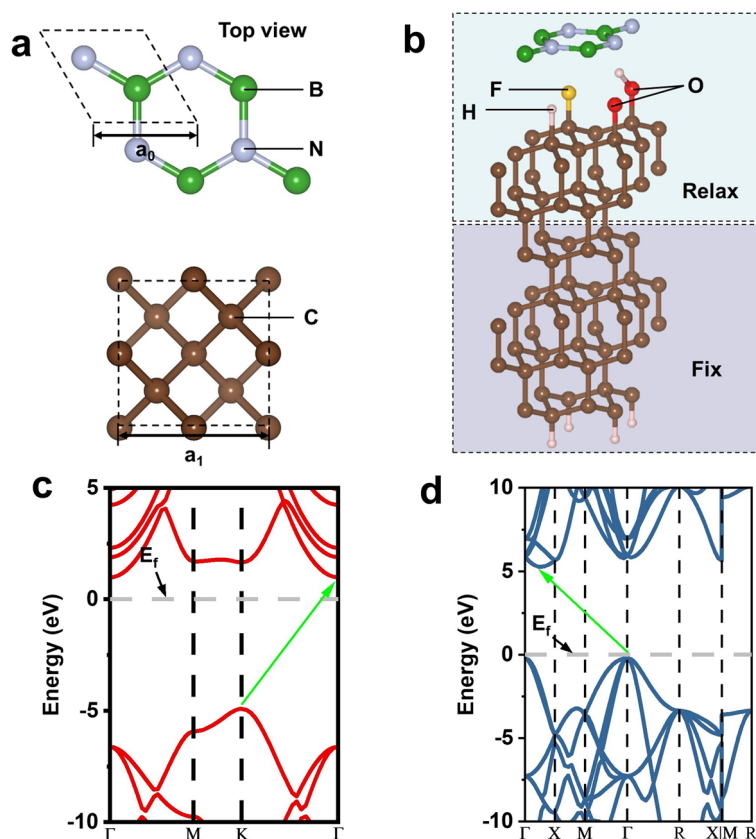 a
Top view
B
N
a0
C
a1
b
F
H
O
Relax
Fix
c
Energy (eV)
5
0
-5
-10
Ef
Γ M K Γ
d
Energy (eV)
10
5
0
-5
-10
Ef
Γ X M Γ R X|M R